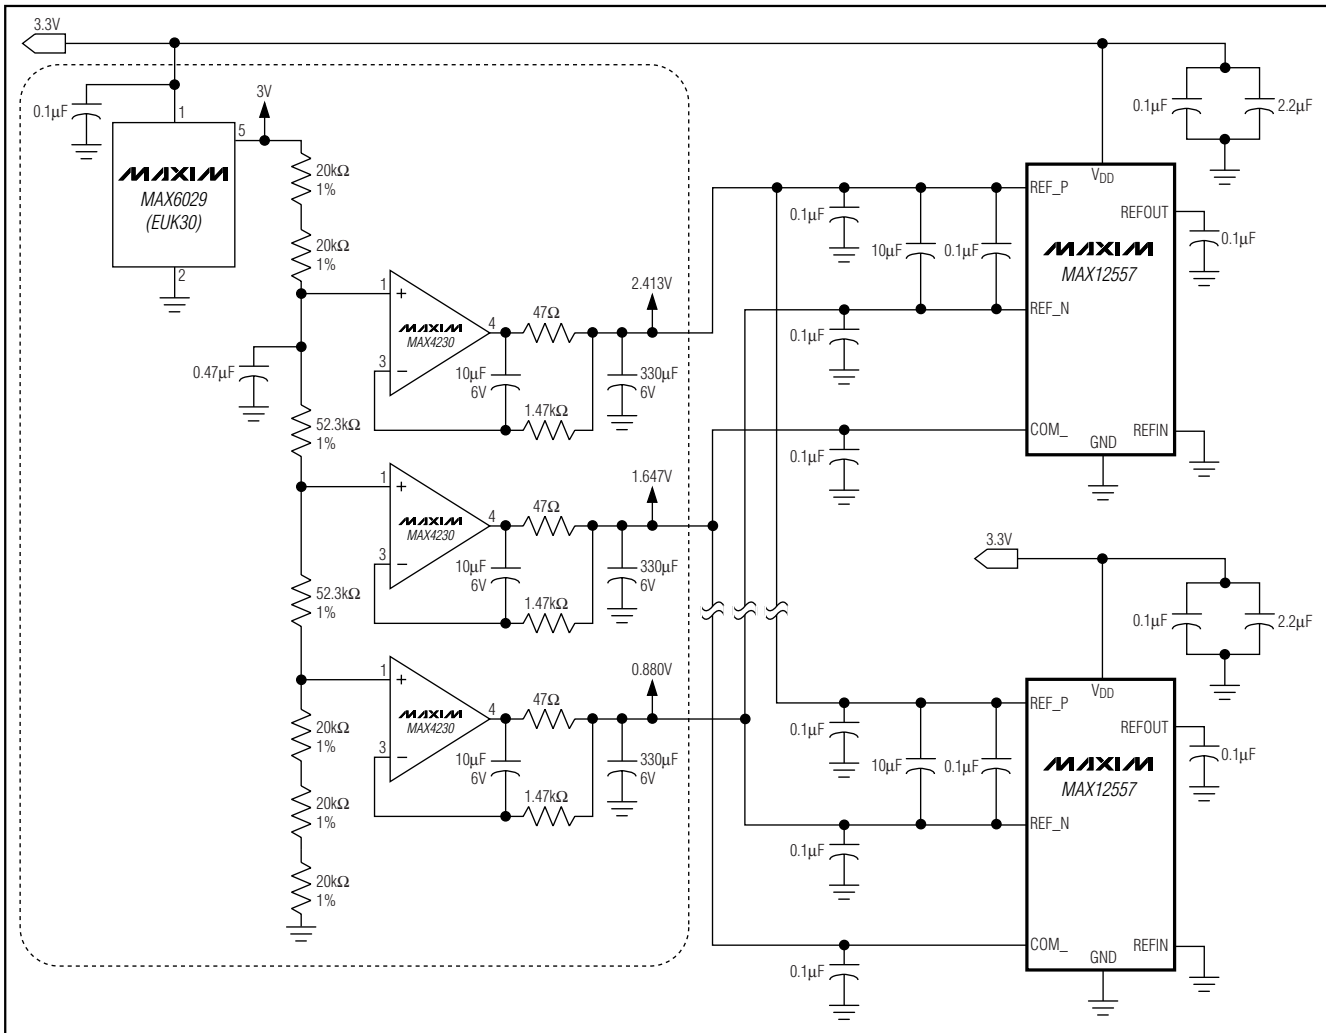 3.3V
0.1µF
1
3V
5
MAXIM
MAX6029
(EUK30)
2
20kΩ
1%
20kΩ
1%
0.47µF
52.3kΩ
1%
52.3kΩ
1%
20kΩ
1%
20kΩ
1%
20kΩ
1%
1
+
MAXIM
MAX4230
3
−
4
47Ω
10µF
6V
1.47kΩ
2.413V
330µF
6V
1
+
MAXIM
MAX4230
3
−
4
47Ω
10µF
6V
1.47kΩ
1.647V
330µF
6V
1
+
MAXIM
MAX4230
3
−
4
47Ω
10µF
6V
1.47kΩ
0.880V
330µF
6V
0.1µF
2.2µF
0.1µF
10µF
0.1µF
0.1µF
0.1µF
VDD
REF_P
REFOUT
0.1µF
MAXIM
MAX12557
REF_N
COM_
REFIN
GND
3.3V
0.1µF
2.2µF
0.1µF
10µF
0.1µF
0.1µF
0.1µF
VDD
REF_P
REFOUT
0.1µF
MAXIM
MAX12557
REF_N
COM_
REFIN
GND